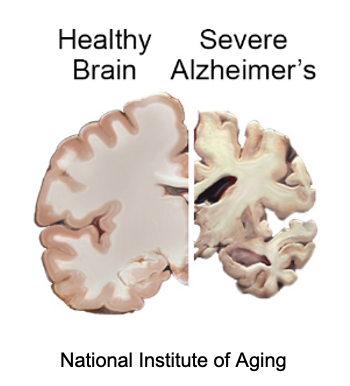 Healthy
Brain
Severe
Alzheimer's
National Institute of Aging